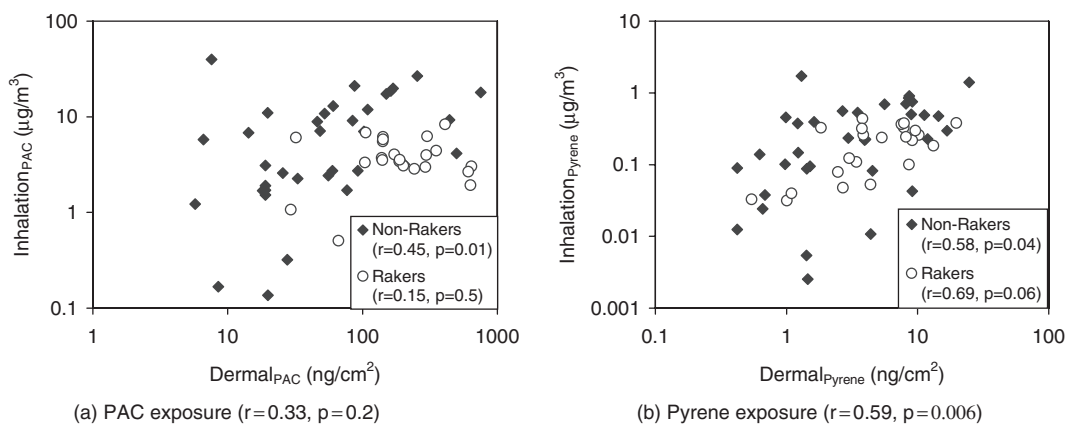 100
10
1
0.1
1
10
100
1000
Inhalation_PAC (μg/m³)
Dermal_PAC (ng/cm²)
Non-Rakers
(r=0.45, p=0.01)
Rakers
(r=0.15, p=0.5)
(a) PAC exposure (r=0.33, p=0.2)
10
1
0.1
0.01
0.001
0.1
1
10
100
Inhalation_Pyrene (μg/m³)
Dermal_Pyrene (ng/cm²)
Non-Rakers
(r=0.58, p=0.04)
Rakers
(r=0.69, p=0.06)
(b) Pyrene exposure (r=0.59, p=0.006)